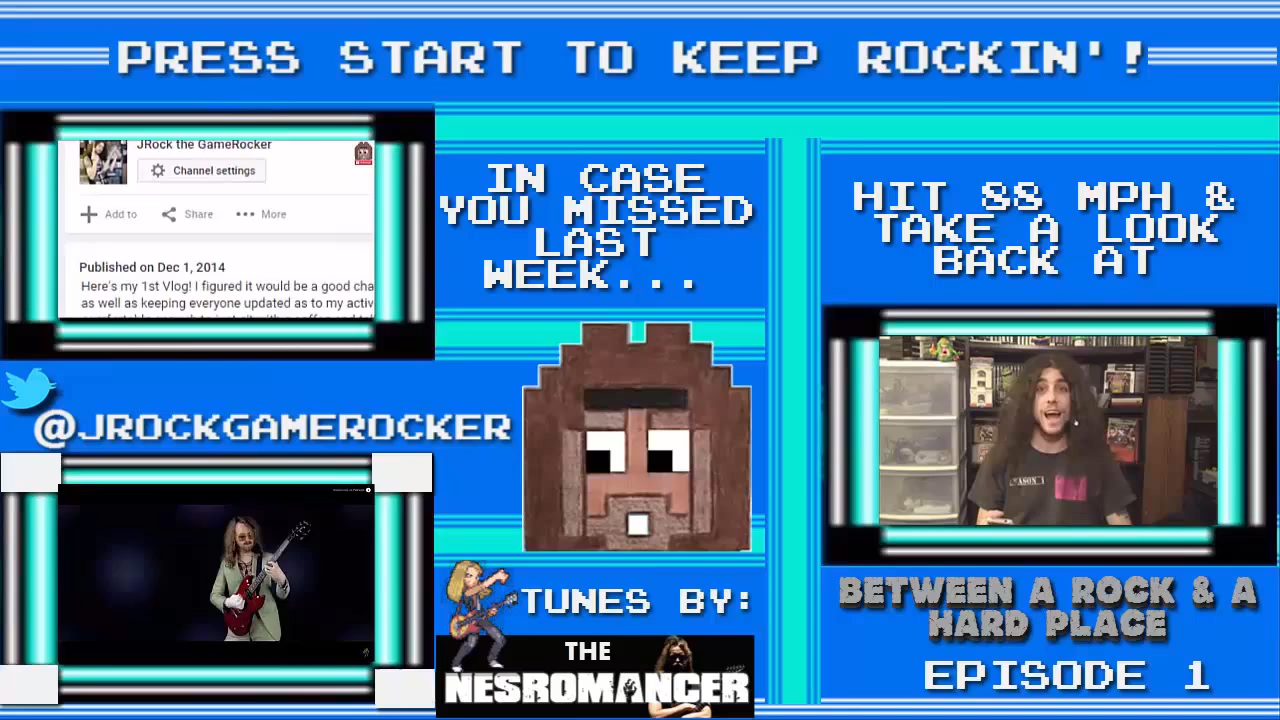 PRESS START TO KEEP ROCKIN'!
JRock the GameRocker
Channel settings
Add to
Share
More
Published on Dec 1, 2014
Here's my 1st Vlog! I figured it would be a good cha
as well as keeping everyone updated as to my activ
IN CASE
YOU MISSED
LAST
WEEK...
HIT 88 MPH &
TAKE A LOOK
BACK AT
@JROCKGAMEROCKER
TUNES BY:
THE
NESROMANCER
BETWEEN A ROCK & A
HARD PLACE
EPISODE 1